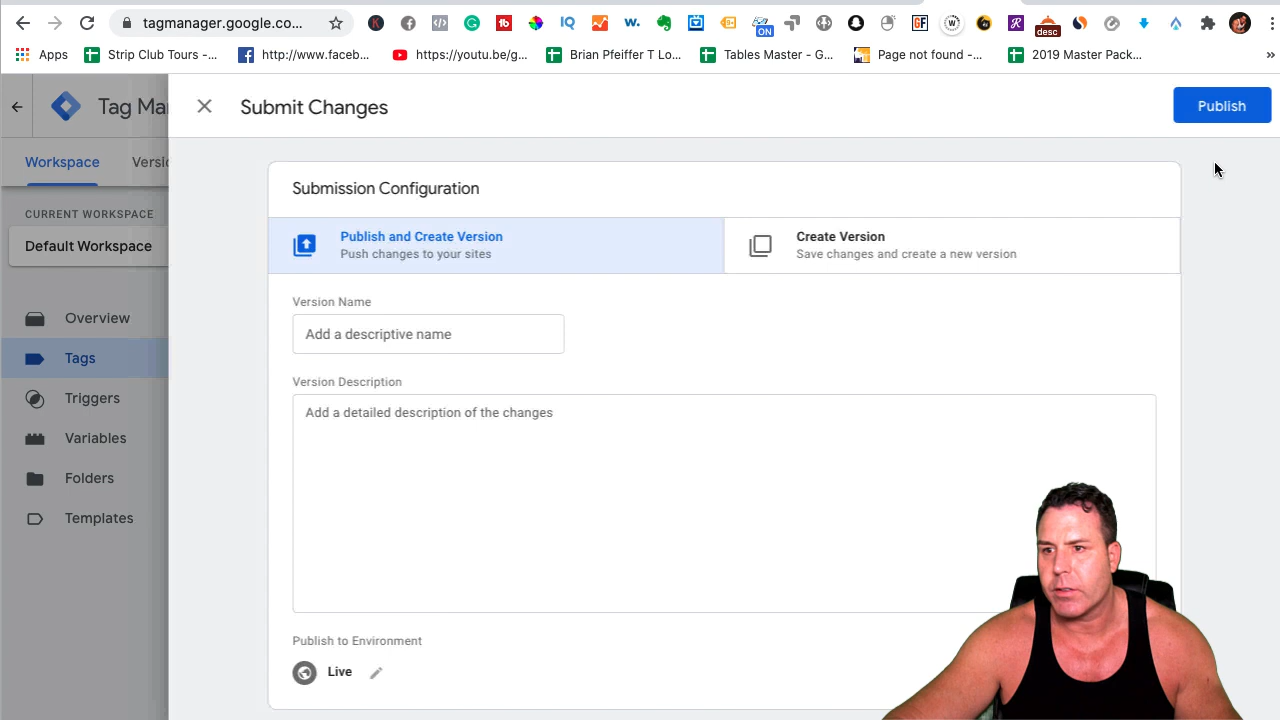 tagmanager.google.co...
ON
desc
Apps
Strip Club Tours -...
http://www.faceb...
https://youtu.be/g...
Brian Pfeiffer T Lo...
Tables Master - G...
Page not found -...
2019 Master Pack...
»
Tag Ma
Submit Changes
Publish
Workspace
Versio
CURRENT WORKSPACE
Default Workspace
Overview
Tags
Triggers
Variables
Folders
Templates
Submission Configuration
Publish and Create Version
Push changes to your sites
Create Version
Save changes and create a new version
Version Name
Add a descriptive name
Version Description
Add a detailed description of the changes
Publish to Environment
Live